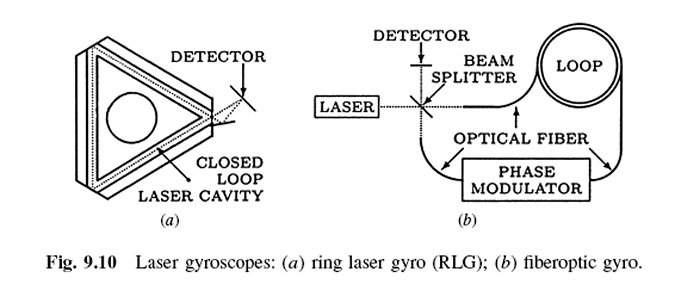 DETECTOR
CLOSED
LOOP
LASER CAVITY
(a)
DETECTOR
BEAM
SPLITTER
LASER
LOOP
OPTICAL FIBER
PHASE
MODULATOR
(b)
Fig. 9.10 Laser gyroscopes: (a) ring laser gyro (RLG); (b) fiberoptic gyro.